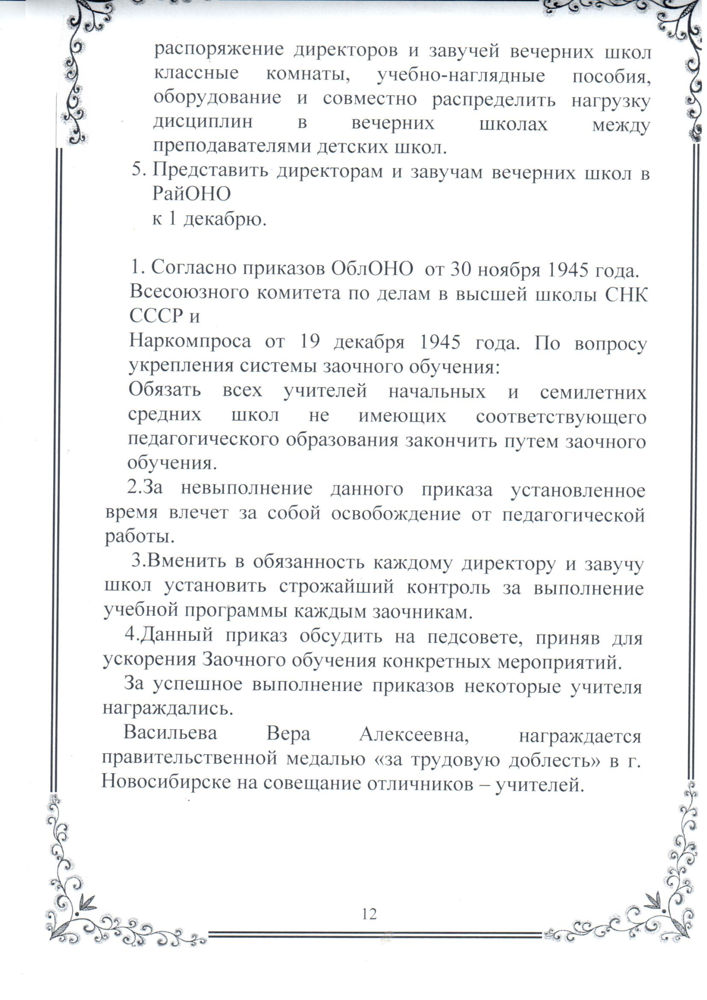 распоряжение директоров и завучей вечерних школ
классные комнаты, учебно-наглядные пособия,
оборудование и совместно распределить нагрузку
дисциплин в вечерних школах между
преподавателями детских школ.
5. Представить директорам и завучам вечерних школ в
РайОНО
к 1 декабрю.
1. Согласно приказов ОблОНО от 30 ноября 1945 года.
Всесоюзного комитета по делам в высшей школы СНК
СССР и
Наркомпроса от 19 декабря 1945 года. По вопросу
укрепления системы заочного обучения:
Обязать всех учителей начальных и семилетних
средних школ не имеющих соответствующего
педагогического образования закончить путем заочного
обучения.
2.За невыполнение данного приказа установленное
время влечет за собой освобождение от педагогической
работы.
3.Вменить в обязанность каждому директору и завучу
школ установить строжайший контроль за выполнение
учебной программы каждым заочникам.
4.Данный приказ обсудить на педсовете, приняв для
ускорения Заочного обучения конкретных мероприятий.
За успешное выполнение приказов некоторые учителя
награждались.
Васильева Вера Алексеевна, награждается
правительственной медалью «за трудовую доблесть» в г.
Новосибирске на совещание отличников – учителей.
12